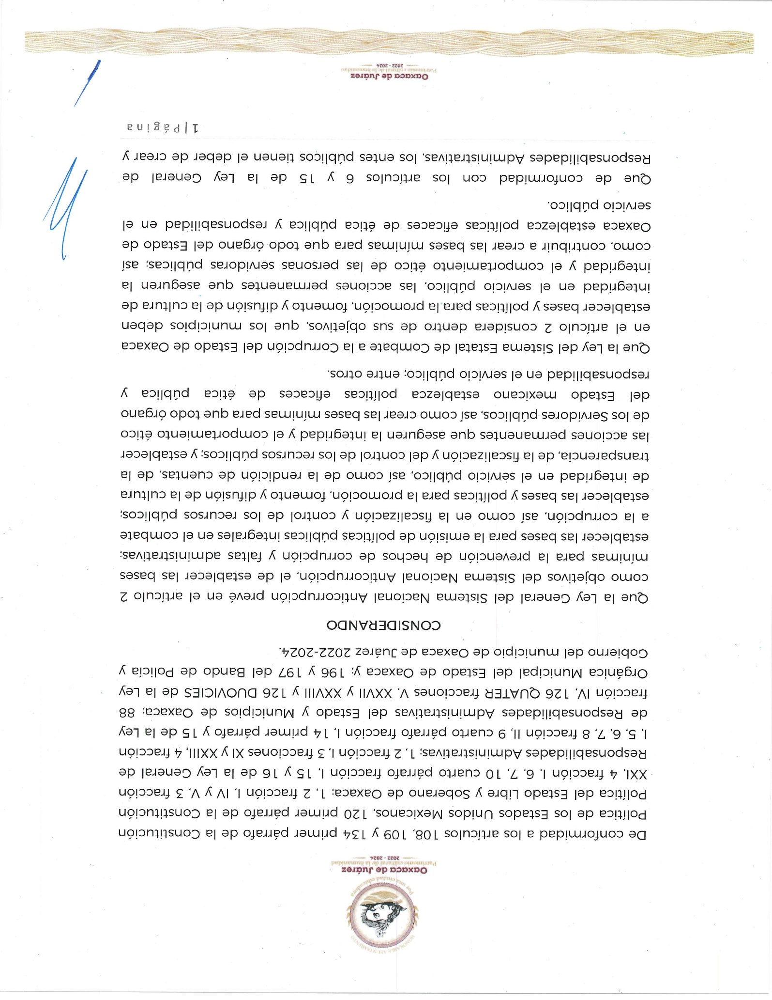 HONORABLE AYUNTAMIENTO
Por una ciudad educadora
Oaxaca de Juárez
Patrimonio cultural de la humanidad
2022 - 2024
De conformidad a los artículos 108, 109 y 134 primer párrafo de la Constitución
Política de los Estados Unidos Mexicanos, 120 primer párrafo de la Constitución
Política del Estado Libre y Soberano de Oaxaca; 1, 2 fracción I, IV y V, 3 fracción
XXI, 4 fracción I, 6, 7, 10 cuarto párrafo fracción I, 15 y 16 de la Ley General de
Responsabilidades Administrativas; 1, 2 fracción I, 3 fracciones XI y XXIII, 4 fracción
I, 5, 6, 7, 8 fracción II, 9 cuarto párrafo fracción I, 14 primer párrafo y 15 de la Ley
de Responsabilidades Administrativas del Estado y Municipios de Oaxaca; 88
fracción IV, 126 QUATER fracciones V, XXVII y XXVIII y 126 DUOVICIES de la Ley
Orgánica Municipal del Estado de Oaxaca y; 196 y 197 del Bando de Policía y
Gobierno del municipio de Oaxaca de Juárez 2022-2024.
CONSIDERANDO
Que la Ley General del Sistema Nacional Anticorrupción prevé en el artículo 2
como objetivos del Sistema Nacional Anticorrupción, el de establecer las bases
mínimas para la prevención de hechos de corrupción y faltas administrativas;
establecer las bases para la emisión de políticas públicas integrales en el combate
a la corrupción, así como en la fiscalización y control de los recursos públicos;
establecer las bases y políticas para la promoción, fomento y difusión de la cultura
de integridad en el servicio público, así como de la rendición de cuentas, de la
transparencia, de la fiscalización y del control de los recursos públicos; y establecer
las acciones permanentes que aseguren la integridad y el comportamiento ético
de los Servidores públicos, así como crear las bases mínimas para que todo órgano
del Estado mexicano establezca políticas eficaces de ética pública y
responsabilidad en el servicio público; entre otros.
Que la Ley del Sistema Estatal de Combate a la Corrupción del Estado de Oaxaca
en el artículo 2 considera dentro de sus objetivos, que los municipios deben
establecer bases y políticas para la promoción, fomento y difusión de la cultura de
integridad en el servicio público, las acciones permanentes que aseguren la
integridad y el comportamiento ético de las personas servidoras públicas; así
como, contribuir a crear las bases mínimas para que todo órgano del Estado de
Oaxaca establezca políticas eficaces de ética pública y responsabilidad en el
servicio público.
Que de conformidad con los artículos 6 y 15 de la Ley General de
Responsabilidades Administrativas, los entes públicos tienen el deber de crear y
1 | Página
Oaxaca de Juárez
Patrimonio cultural de la humanidad
2022 - 2024